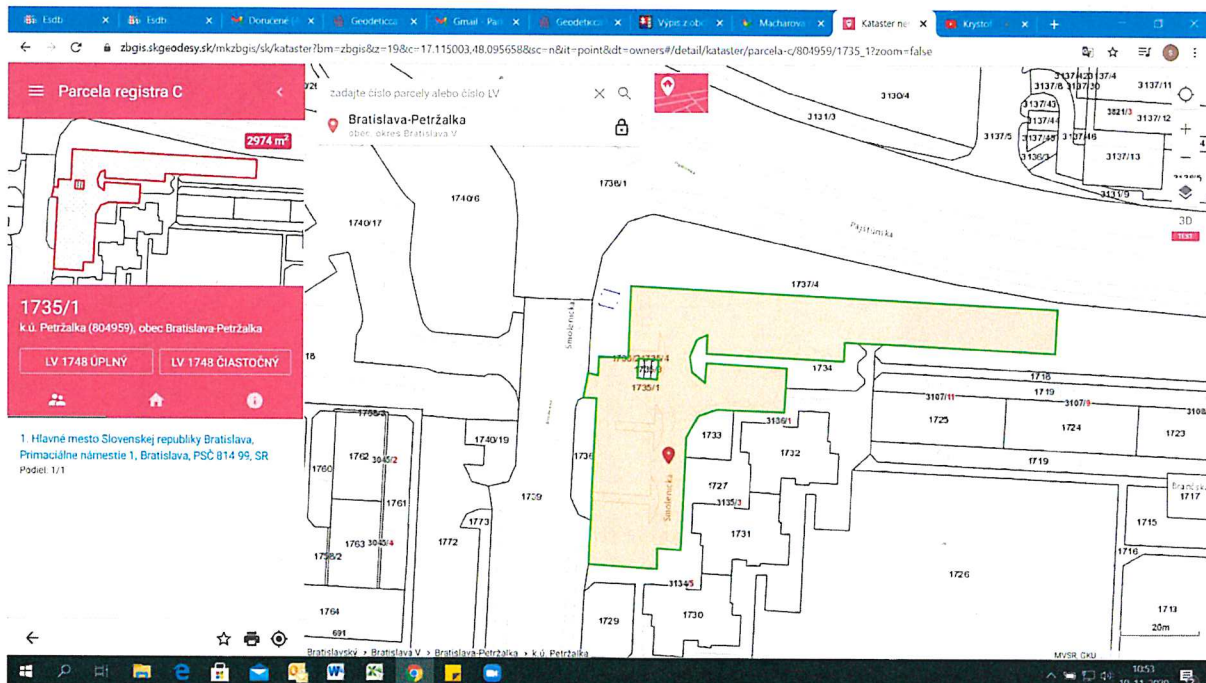 Esdb
Esdb
Doručené (
Geodeticca
Gmail - Pa
Geodeticca
Výpis z ob
Macharova
Kataster ne
Krystof
zbgis.skgeodesy.sk/mkzbgis/sk/kataster?bm=zbgis&z=19&c=17.115003,48.095658&sc=n&it=point&dt=owners#/detail/kataster/parcela-c/804959/1735_1?zoom=false
Parcela registra C
zadajte číslo parcely alebo číslo LV
Bratislava-Petržalka
obec, okres Bratislava V
2974 m²
1735/1
k.ú. Petržalka (804959), obec Bratislava-Petržalka
LV 1748 ÚPLNÝ
LV 1748 ČIASTOČNÝ
1. Hlavné mesto Slovenskej republiky Bratislava,
Primaciálne námestie 1, Bratislava, PSČ 814 99, SR
Podiel: 1/1
3130/4
3131/3
3137/5
3137/8
3137/30
3137/11
3137/43
3821/3
3137/12
3137/44
3137/45
3137/46
3136/3
3137/13
3131/9
3D
TEST
1740/6
1740/17
1736/1
Pajštúnska
1737/4
Smolenická
1735/4
1735/1
1734
1718
1719
3107/11
3107/9
1725
1724
1723
1719
3136/1
1733
1732
1740/19
1762
3045/2
1760
1761
1736
1739
1727
3135/3
Smolenická
1731
1717
1715
1716
1773
1772
1763
3045/4
1758/2
1726
3134/5
1764
691
1729
1730
1713
20m
Bratislavský › Bratislava V › Bratislava-Petržalka › k.ú. Petržalka
MVSR, GKU
10:53